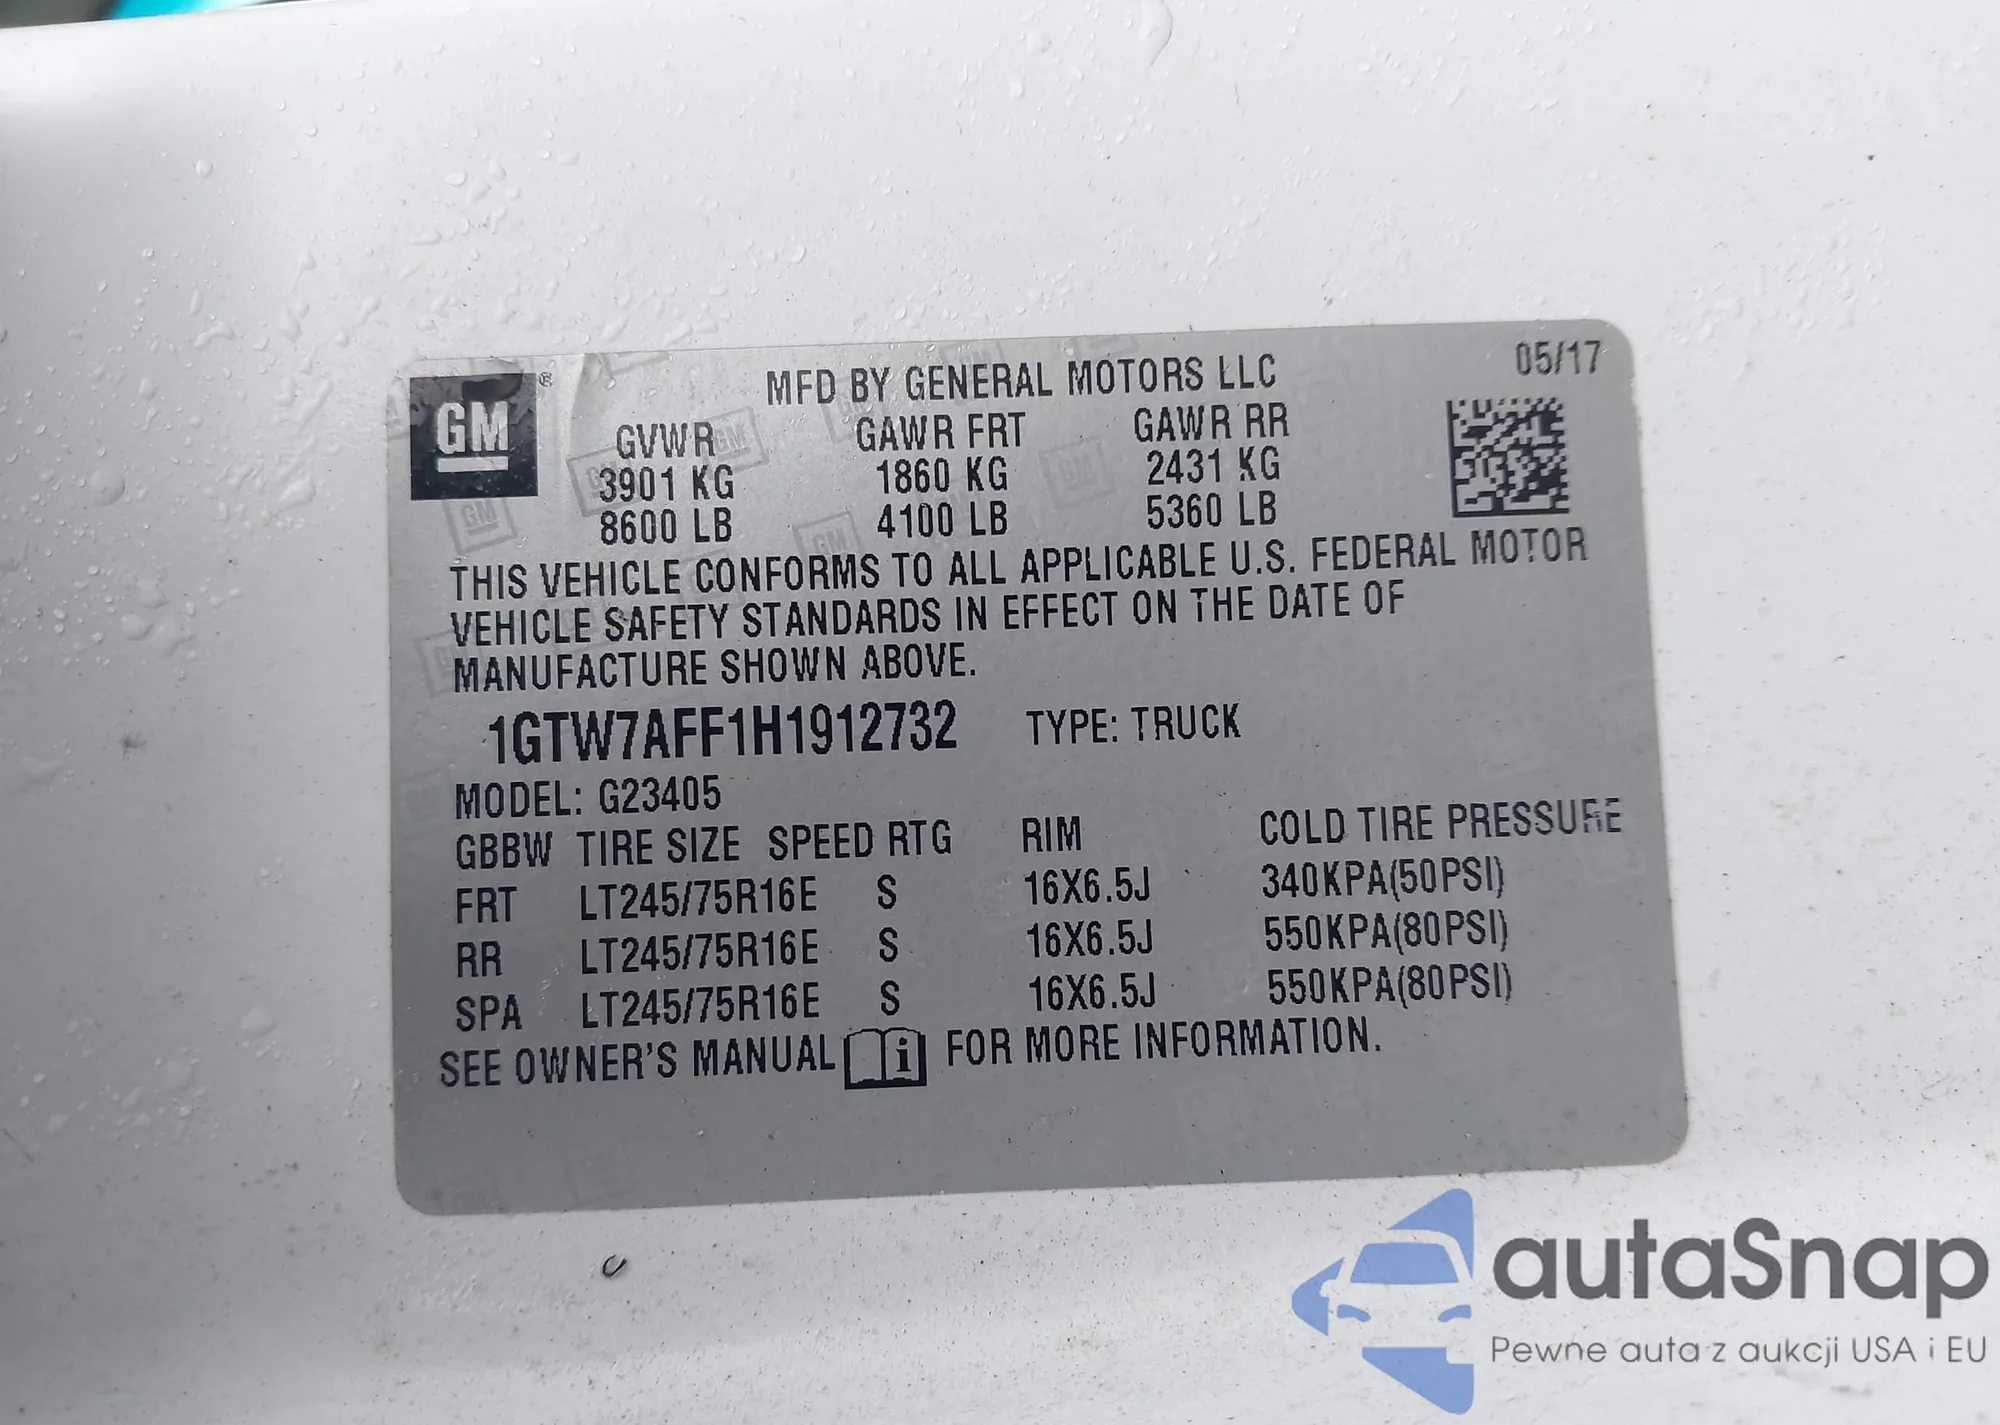 GM®
MFD BY GENERAL MOTORS LLC 05/17
GVWR GAWR FRT GAWR RR
3901 KG 1860 KG 2431 KG
8600 LB 4100 LB 5360 LB
THIS VEHICLE CONFORMS TO ALL APPLICABLE U.S. FEDERAL MOTOR
VEHICLE SAFETY STANDARDS IN EFFECT ON THE DATE OF
MANUFACTURE SHOWN ABOVE.
1GTW7AFF1H1912732 TYPE: TRUCK
MODEL: G23405
GBBW TIRE SIZE SPEED RTG RIM COLD TIRE PRESSURE
FRT LT245/75R16E S 16X6.5J 340KPA(50PSI)
RR LT245/75R16E S 16X6.5J 550KPA(80PSI)
SPA LT245/75R16E S 16X6.5J 550KPA(80PSI)
SEE OWNER'S MANUAL i FOR MORE INFORMATION.
autaSnap
Pewne auta z aukcji USA i EU